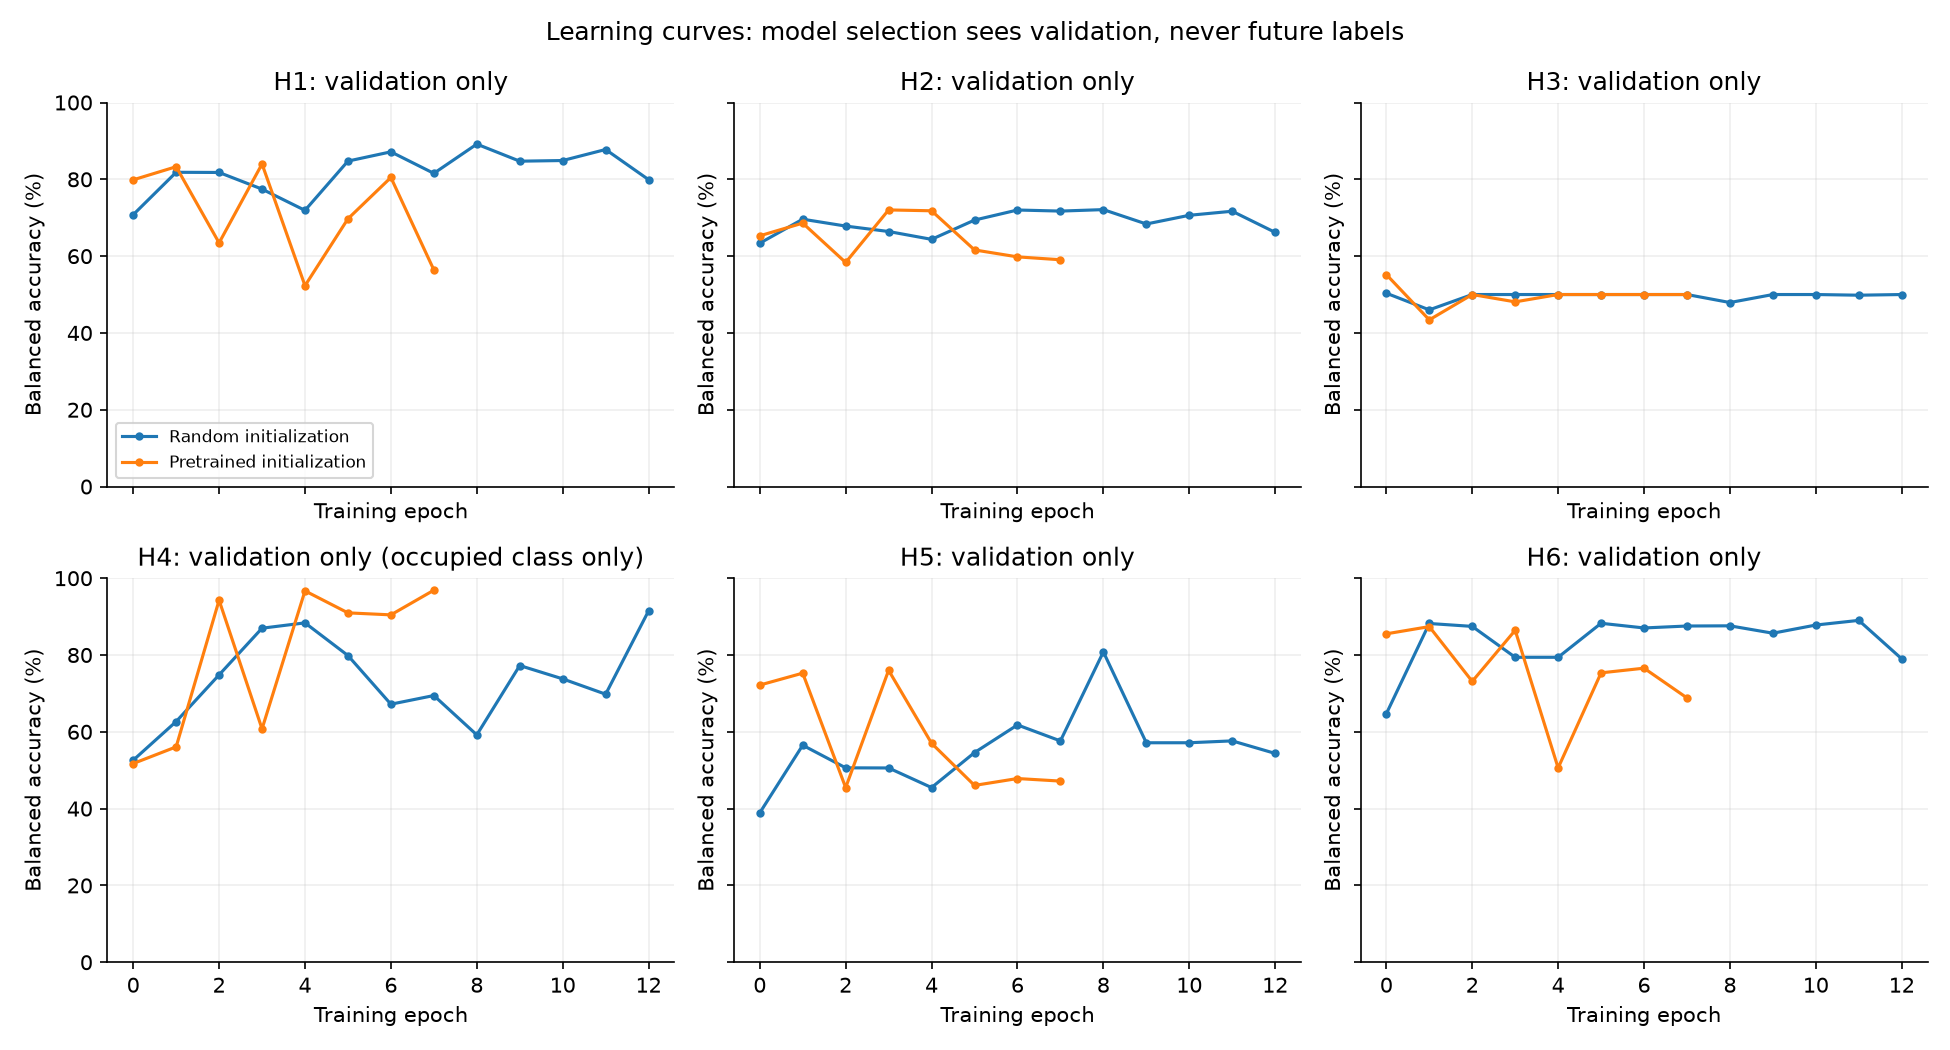 Learning curves: model selection sees validation, never future labels
H1: validation only
H2: validation only
H3: validation only
Balanced accuracy (%)
100
80
60
40
20
0
Random initialization
Pretrained initialization
Training epoch
Balanced accuracy (%)
Training epoch
Balanced accuracy (%)
Training epoch
H4: validation only (occupied class only)
H5: validation only
H6: validation only
Balanced accuracy (%)
100
80
60
40
20
0
0 2 4 6 8 10 12
Training epoch
Balanced accuracy (%)
0 2 4 6 8 10 12
Training epoch
Balanced accuracy (%)
0 2 4 6 8 10 12
Training epoch